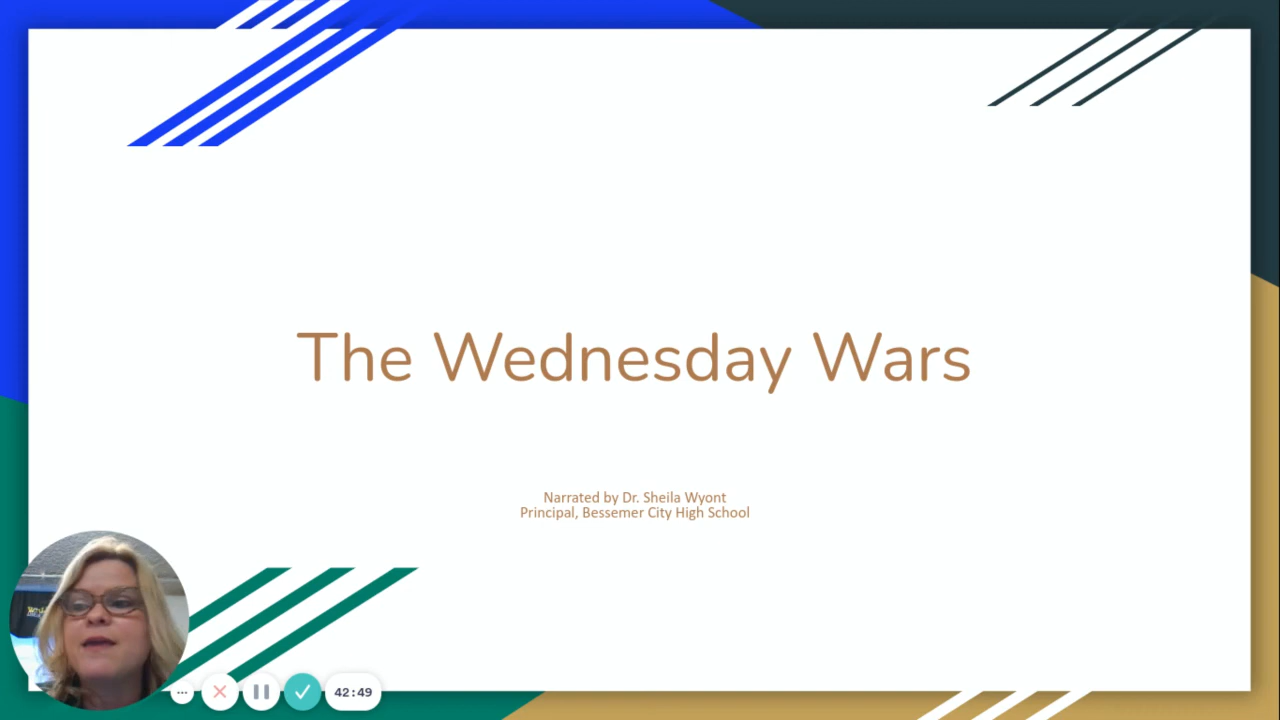 The Wednesday Wars
Narrated by Dr. Sheila Wyont
Principal, Bessemer City High School
42:49